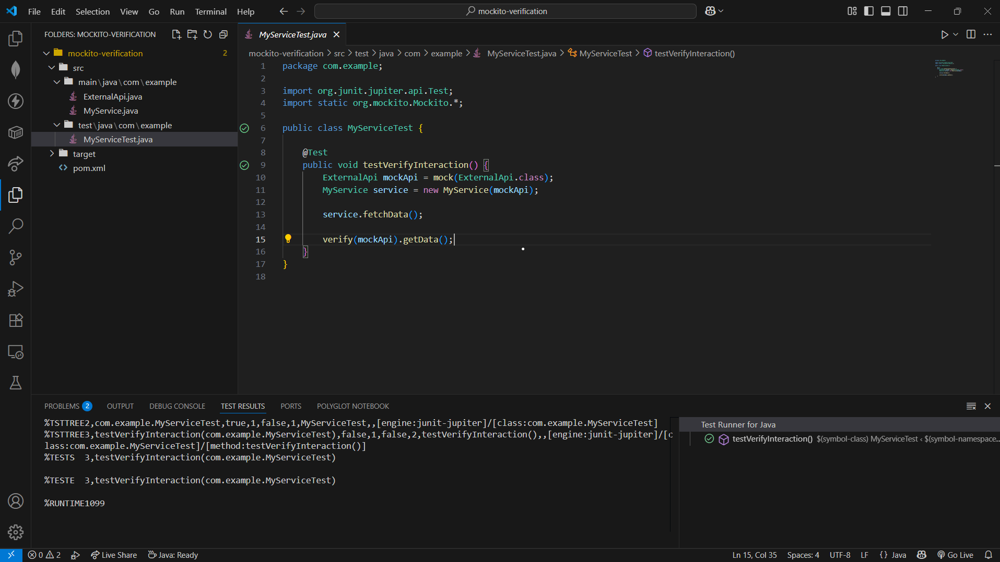 File Edit Selection View Go Run Terminal Help
mockito-verification
FOLDERS: MOCKITO-VERIFICATION
mockito-verification 2
src
main\java\com\example
ExternalApi.java
MyService.java
test\java\com\example
MyServiceTest.java
target
pom.xml
MyServiceTest.java
mockito-verification > src > test > java > com > example > MyServiceTest.java > MyServiceTest > testVerifyInteraction()
1 package com.example;
2
3 import org.junit.jupiter.api.Test;
4 import static org.mockito.Mockito.*;
5
6 public class MyServiceTest {
7
8 @Test
9 public void testVerifyInteraction() {
10 ExternalApi mockApi = mock(ExternalApi.class);
11 MyService service = new MyService(mockApi);
12
13 service.fetchData();
14
15 verify(mockApi).getData();
16 }
17 }
18
PROBLEMS 2 OUTPUT DEBUG CONSOLE TEST RESULTS PORTS POLYGLOT NOTEBOOK
%TSTTREE2,com.example.MyServiceTest,true,1,false,1,MyServiceTest,,[engine:junit-jupiter]/[class:com.example.MyServiceTest]
%TSTTREE3,testVerifyInteraction(com.example.MyServiceTest),false,1,false,2,testVerifyInteraction(),,[engine:junit-jupiter]/[c
lass:com.example.MyServiceTest]/[method:testVerifyInteraction()]
%TESTS  3,testVerifyInteraction(com.example.MyServiceTest)
%TESTE  3,testVerifyInteraction(com.example.MyServiceTest)
%RUNTIME1099
Test Runner for Java
testVerifyInteraction() $(symbol-class) MyServiceTest ‹ $(symbol-namespace...
0 2 Live Share Java: Ready
Ln 15, Col 35 Spaces: 4 UTF-8 LF {} Java Go Live